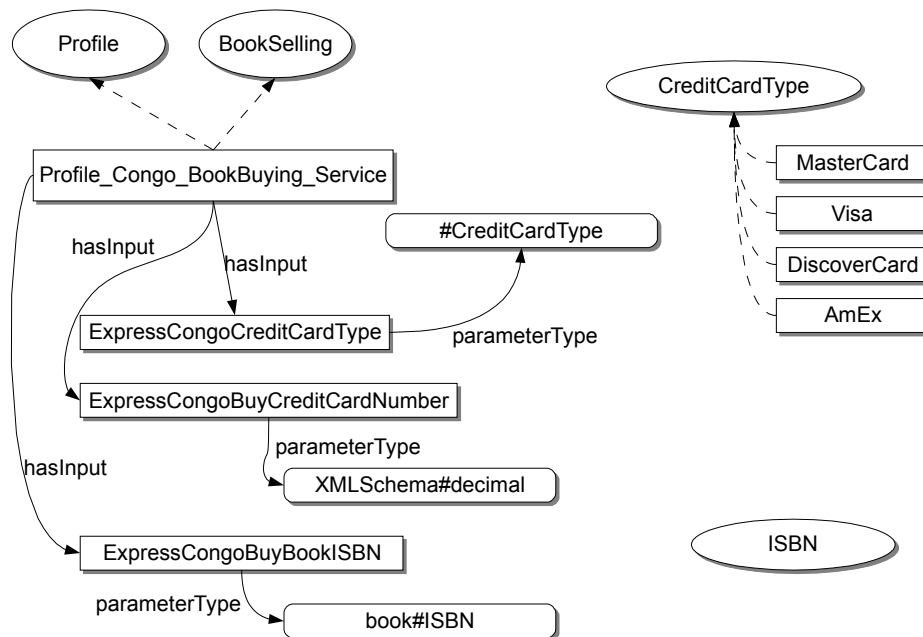 Profile
BookSelling
CreditCardType
Profile_Congo_BookBuying_Service
MasterCard
Visa
DiscoverCard
AmEx
#CreditCardType
hasInput
hasInput
ExpressCongoCreditCardType
parameterType
ExpressCongoBuyCreditCardNumber
parameterType
hasInput
XMLSchema#decimal
ExpressCongoBuyBookISBN
ISBN
parameterType
book#ISBN